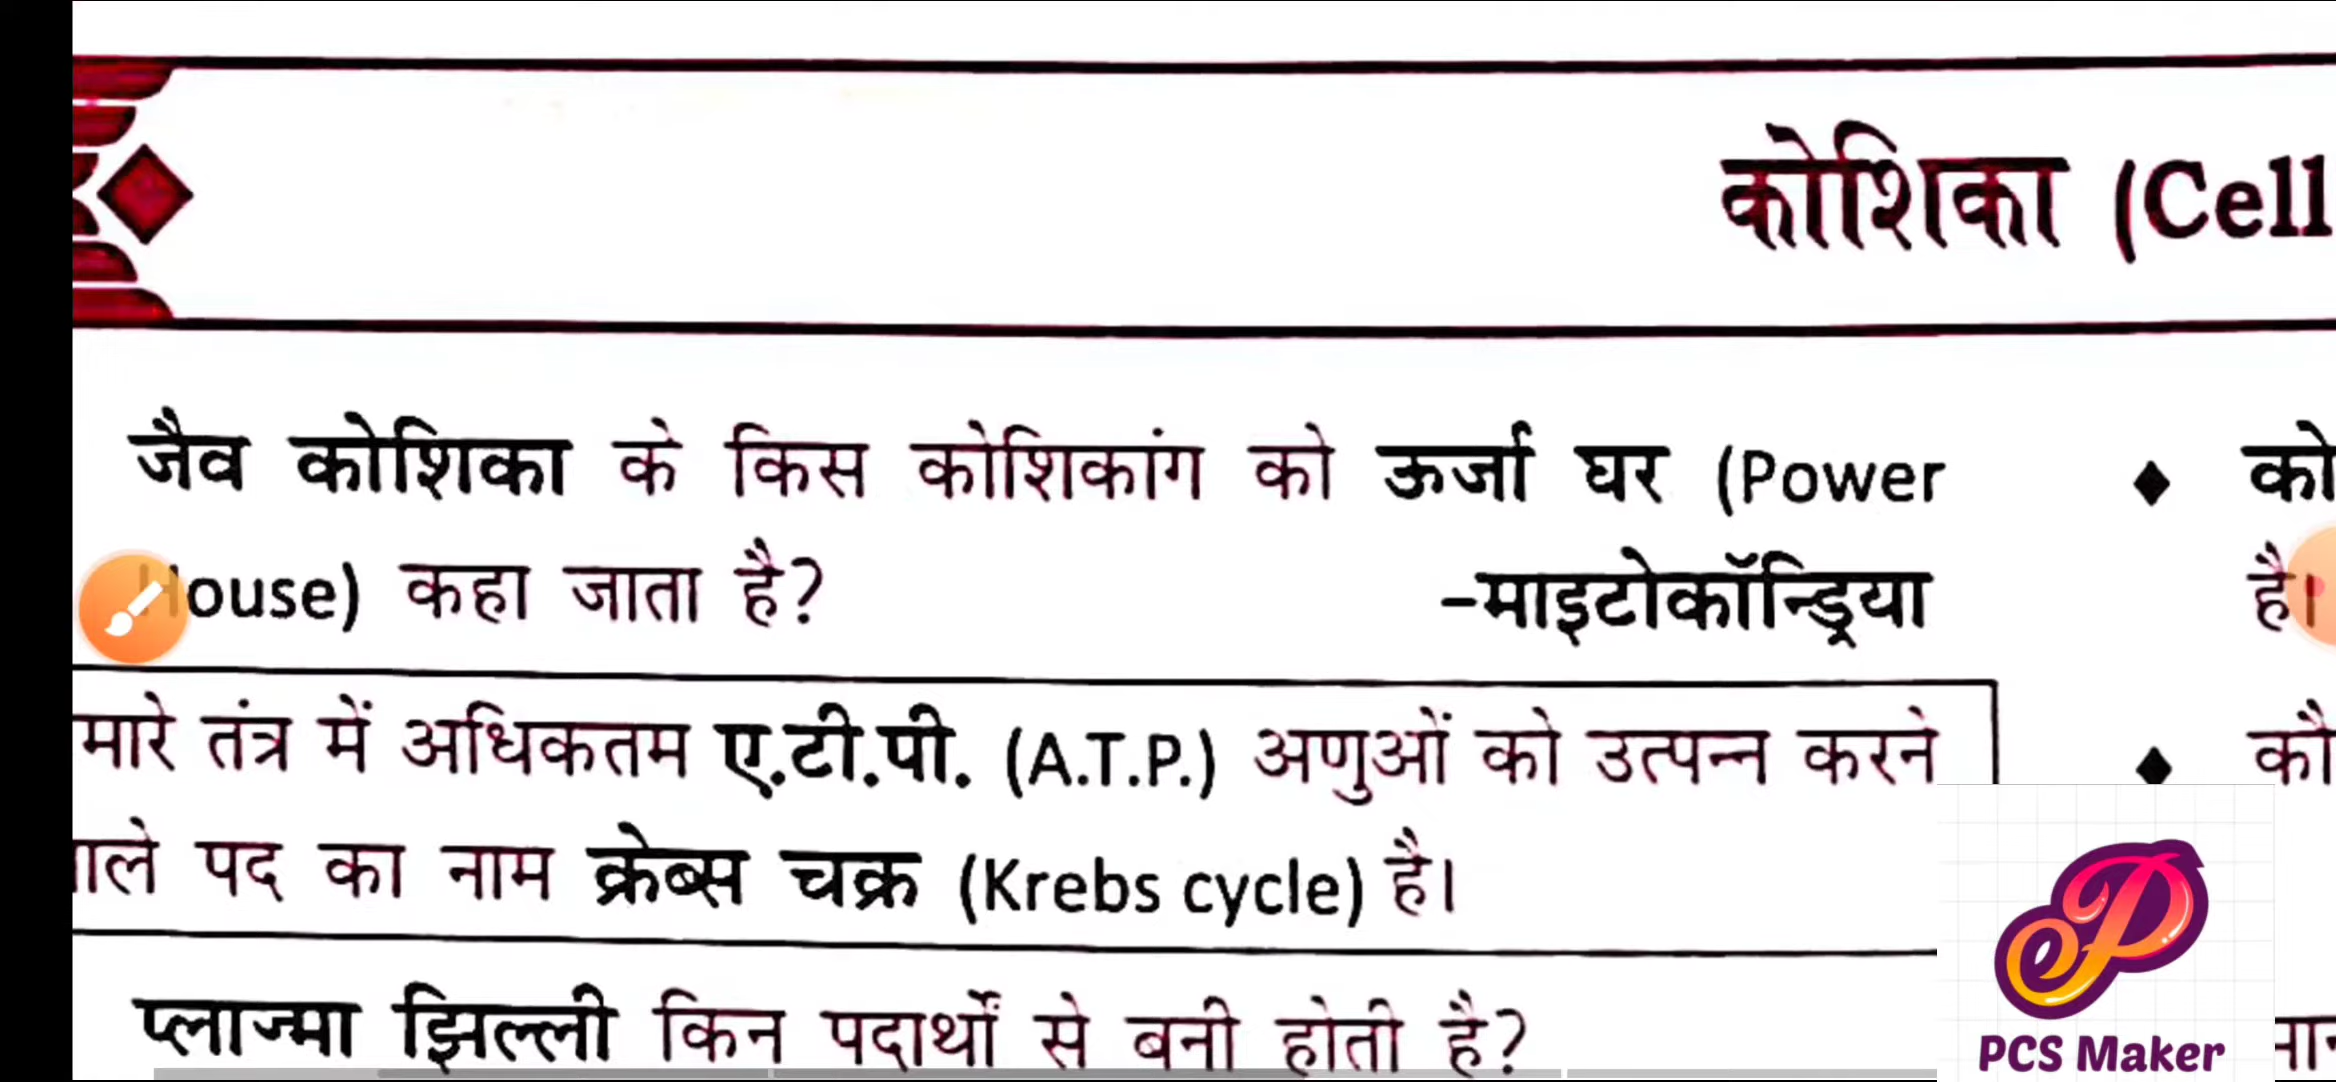 कोशिका (Cell
जैव कोशिका के किस कोशिकांग को ऊर्जा घर (Power
House) कहा जाता है? -माइटोकॉन्ड्रिया
मारे तंत्र में अधिकतम ए.टी.पी. (A.T.P.) अणुओं को उत्पन्न करने
पद का नाम क्रेब्स चक्र (Krebs cycle) है।
प्लाज्मा झिल्ली किन पदार्थों से बनी होती है?
है।
PCS Maker